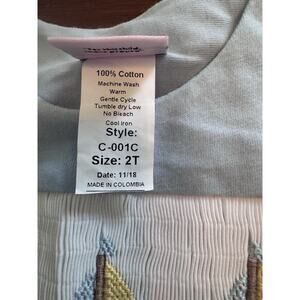 100% Cotton
Machine Wash
Warm
Gentle Cycle
Tumble dry Low
No Bleach
Cool Iron
Style:
C-001C
Size: 2T
Date: 11/18
MADE IN COLOMBIA